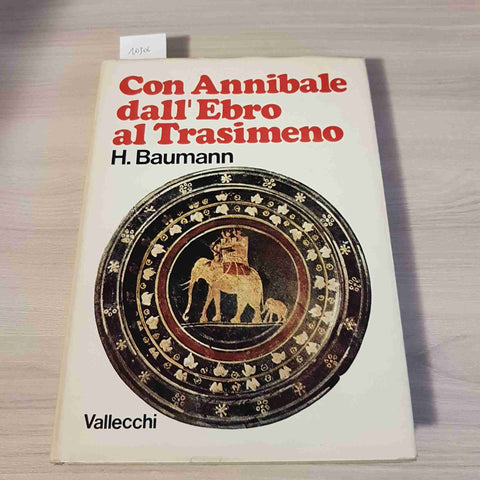 Con Annibale
dall'Ebro
al Trasimeno
H. Baumann
Vallecchi